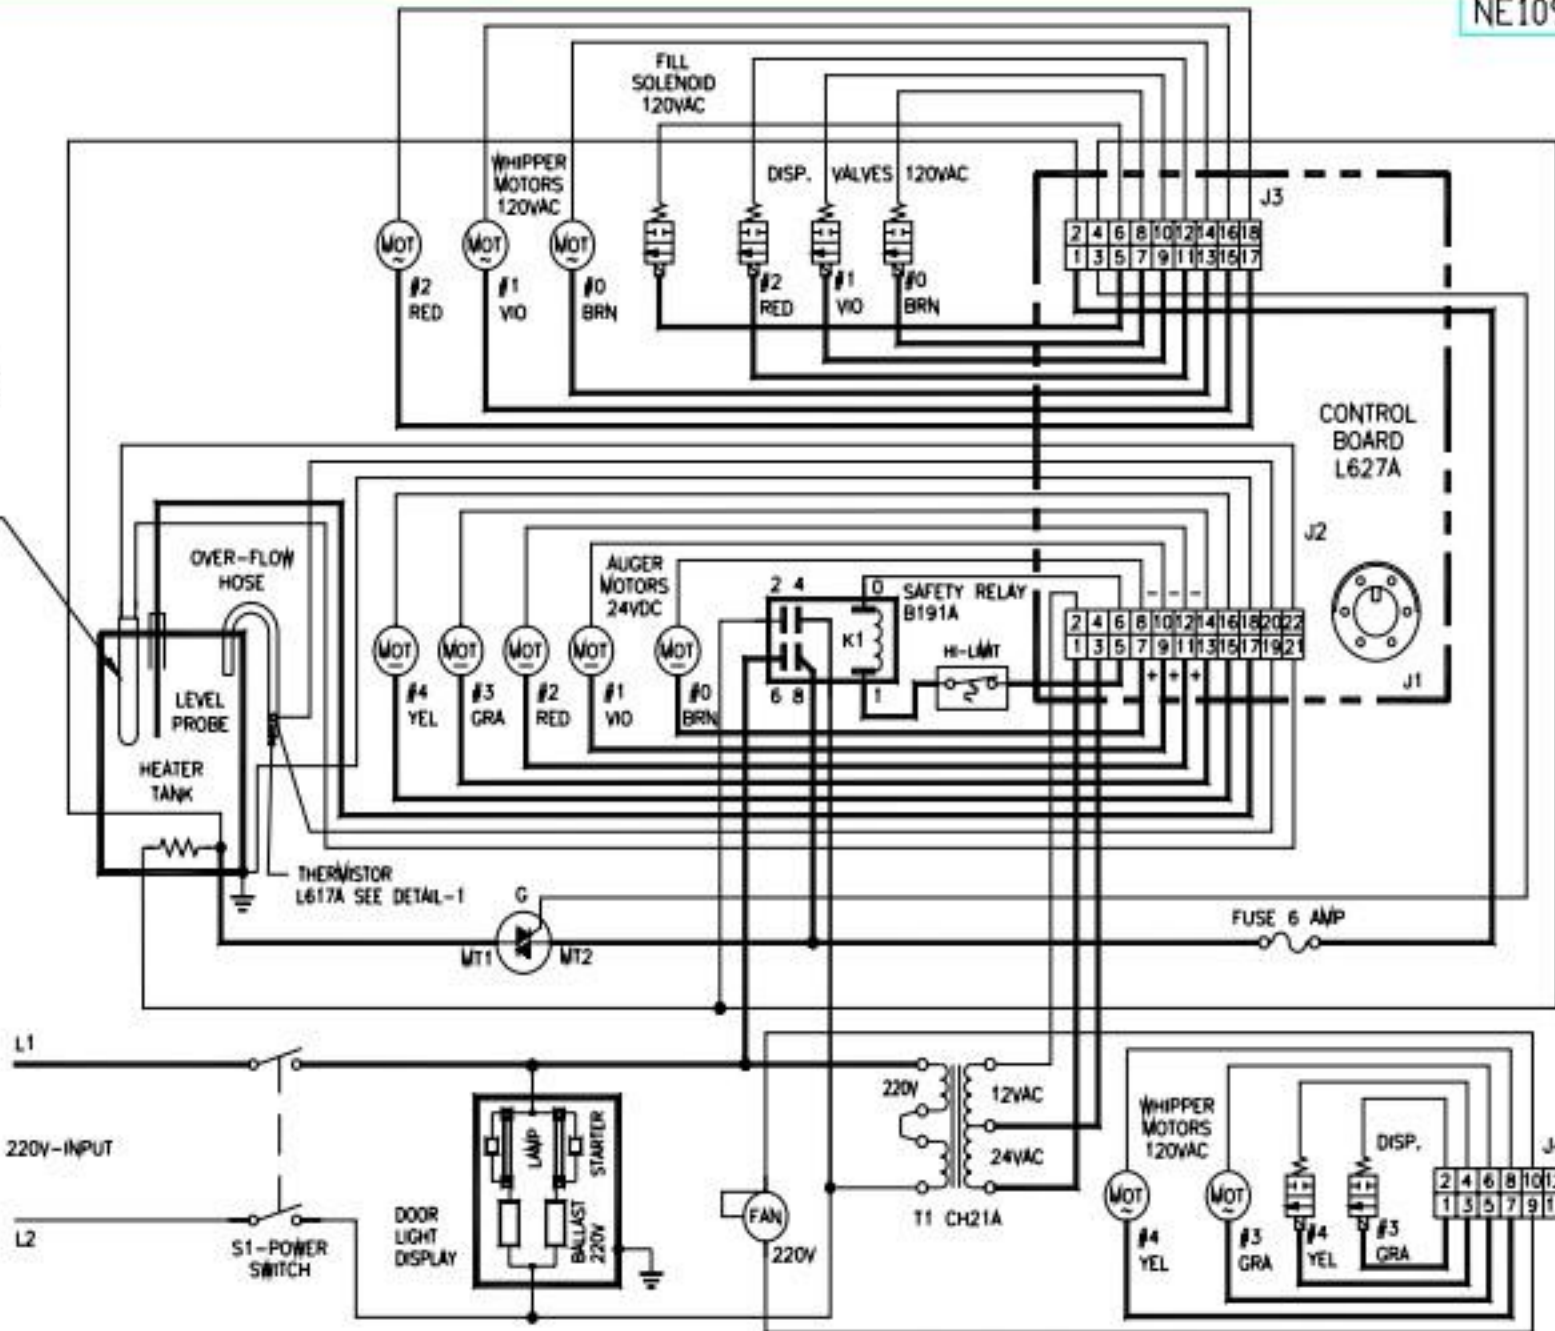 NE10
FILL
SOLENOID
120VAC
WHIPPER
MOTORS
120VAC
DISP. VALVES 120VAC
J3
MOT
MOT
MOT
#2
RED
#1
VIO
#0
BRN
#2
RED
#1
VIO
#0
BRN
2 4 6 8 10 12 14 16 18
1 3 5 7 9 11 13 15 17
CONTROL
BOARD
L627A
J2
OVER-FLOW
HOSE
AUGER
MOTORS
24VDC
2 4
0
SAFETY RELAY
B191A
K1
HI-LIMIT
6 8
1
- - -
2 4 6 8 10 12 14 16 18 20 22
1 3 5 7 9 11 13 15 17 19 21
+ + +
J1
MOT
MOT
MOT
MOT
MOT
#4
YEL
#3
GRA
#2
RED
#1
VIO
#0
BRN
LEVEL
PROBE
HEATER
TANK
THERMISTOR
L617A SEE DETAIL-1
G
MT1
MT2
FUSE 6 AMP
L1
220V-INPUT
L2
S1-POWER
SWITCH
DOOR
LIGHT
DISPLAY
LAMP
STARTER
BALLAST
220V
FAN
220V
220V
12VAC
24VAC
T1 CH21A
WHIPPER
MOTORS
120VAC
DISP.
MOT
MOT
#4
YEL
#3
GRA
#4
YEL
#3
GRA
2 4 6 8 10
1 3 5 7 9